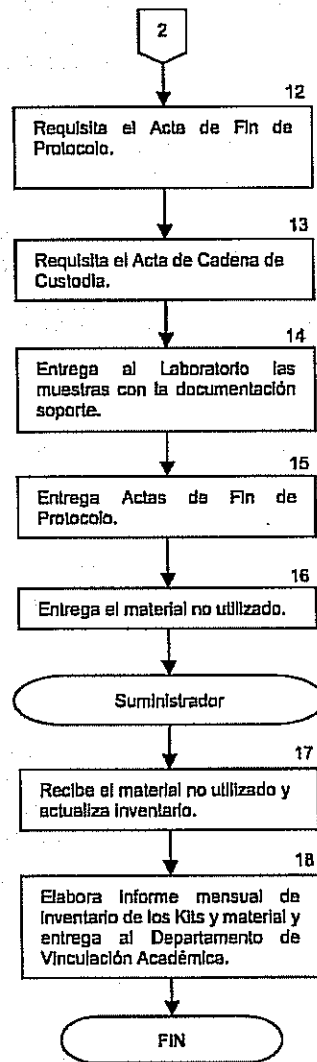 2
12
Requisita el Acta de Fin de
Protocolo.
13
Requisita el Acta de Cadena de
Custodia.
14
Entrega al Laboratorio las
muestras con la documentación
soporte.
15
Entrega Actas de Fin de
Protocolo.
16
Entrega el material no utilizado.
Suministrador
17
Recibe el material no utilizado y
actualiza inventario.
18
Elabora informe mensual de
inventario de los Kits y material y
entrega al Departamento de
Vinculación Académica.
FIN